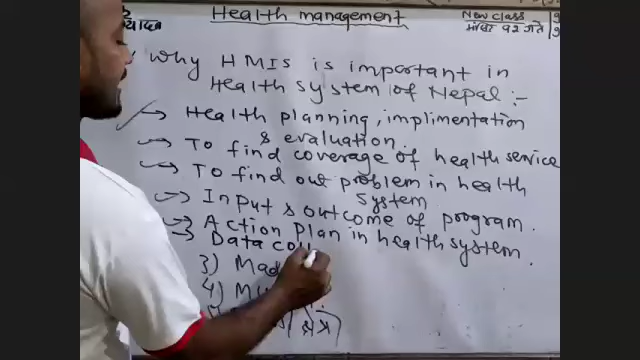 Health management
New class
माघ १२ गते
Why HMIS is important in
Health system of Nepal :-
→ Health planning, implimentation
& evaluation.
→ To find coverage of health service
→ To find out problem in health
system
→ Input & outcome of program.
→ Action plan in health system.
→ Data coll
3) Mad
4) M